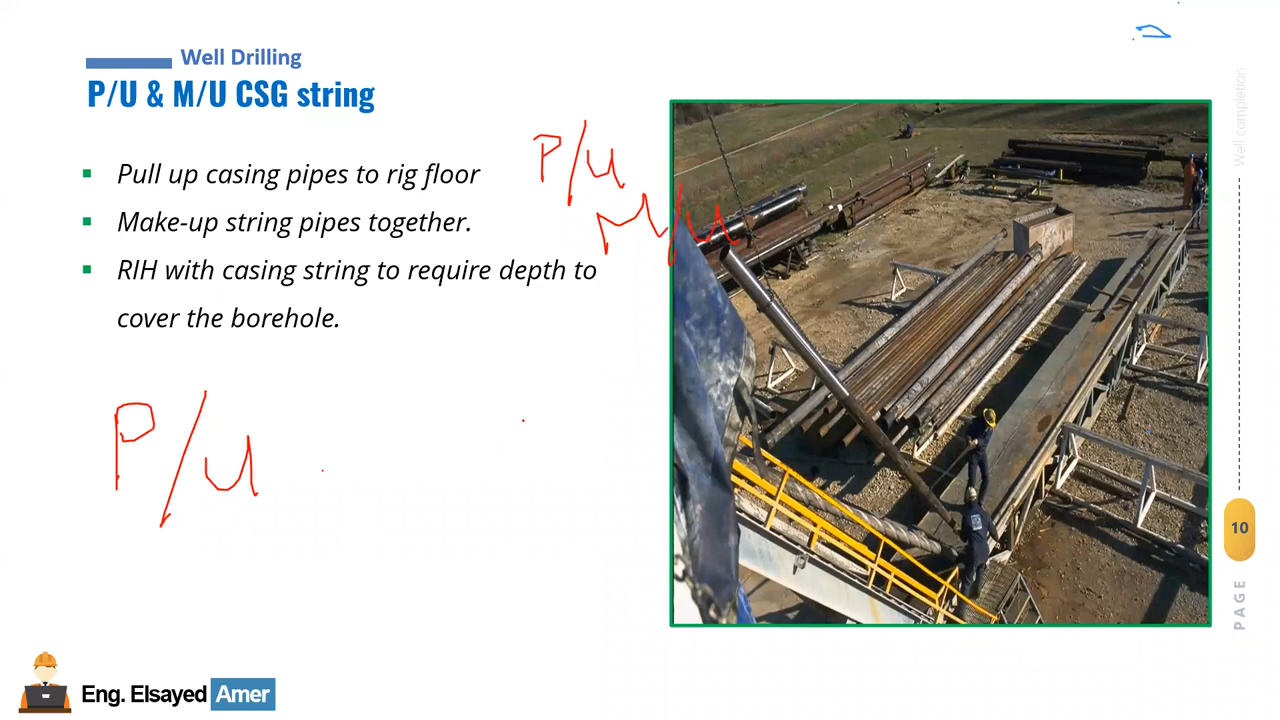 Well Drilling
P/U & M/U CSG string
Pull up casing pipes to rig floor
Make-up string pipes together.
RIH with casing string to require depth to
cover the borehole.
P/U
M/U
P/U
Well completion
10
PAGE
Eng. Elsayed Amer